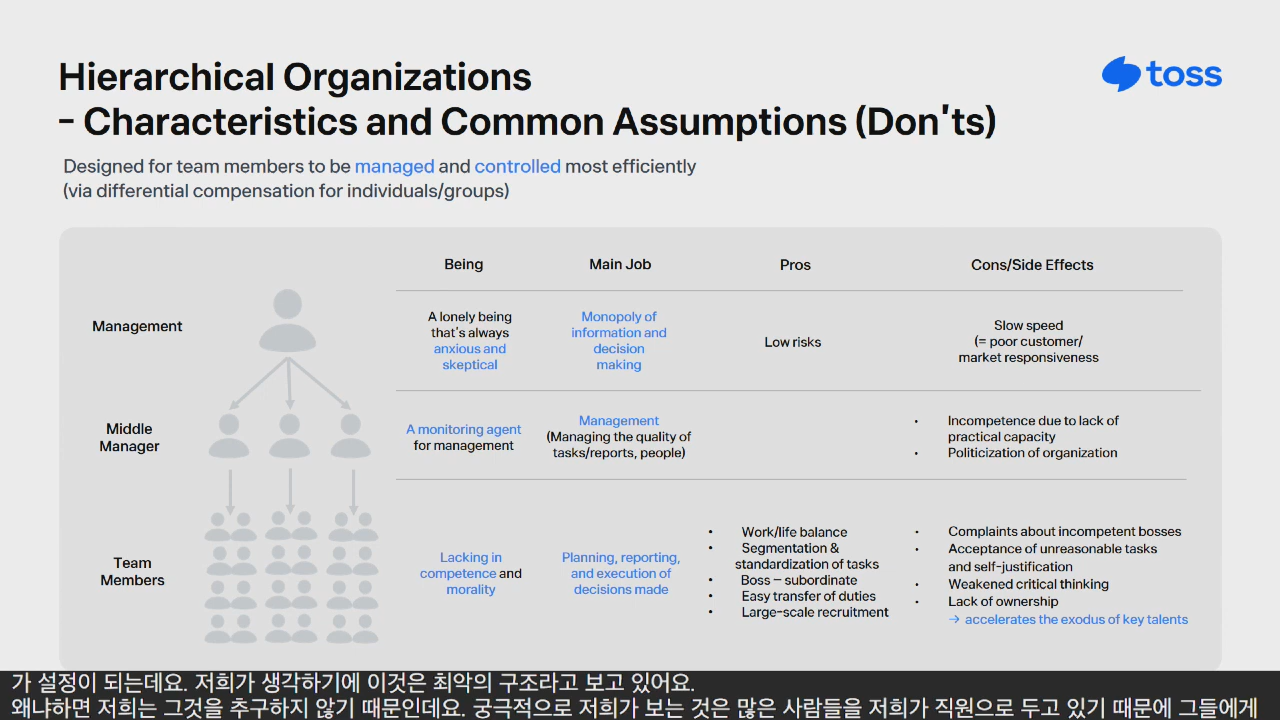 Hierarchical Organizations
toss
- Characteristics and Common Assumptions (Don'ts)
Designed for team members to be managed and controlled most efficiently
(via differential compensation for individuals/groups)
Being
Main Job
Pros
Cons/Side Effects
Management
A lonely being
that's always
anxious and
skeptical
Monopoly of
information and
decision
making
Low risks
Slow speed
(= poor customer/
market responsiveness
Middle
Manager
A monitoring agent
for management
Management
(Managing the quality of
tasks/reports, people)
• Incompetence due to lack of
practical capacity
• Politicization of organization
Team
Members
Lacking in
competence and
morality
Planning, reporting,
and execution of
decisions made
• Work/life balance
• Segmentation &
standardization of tasks
• Boss – subordinate
• Easy transfer of duties
• Large-scale recruitment
• Complaints about incompetent bosses
• Acceptance of unreasonable tasks
and self-justification
• Weakened critical thinking
• Lack of ownership
→ accelerates the exodus of key talents
가 설정이 되는데요. 저희가 생각하기에 이것은 최악의 구조라고 보고 있어요.
왜냐하면 저희는 그것을 추구하지 않기 때문인데요. 궁극적으로 저희가 보는 것은 많은 사람들을 저희가 직원으로 두고 있기 때문에 그들에게